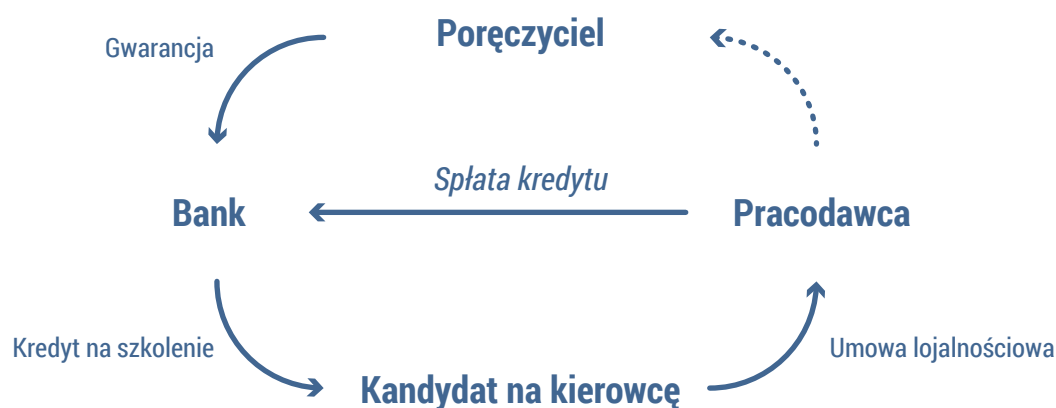 Poręczyciel
Gwarancja
Spłata kredytu
Bank
Pracodawca
Kredyt na szkolenie
Umowa lojalnościowa
Kandydat na kierowcę